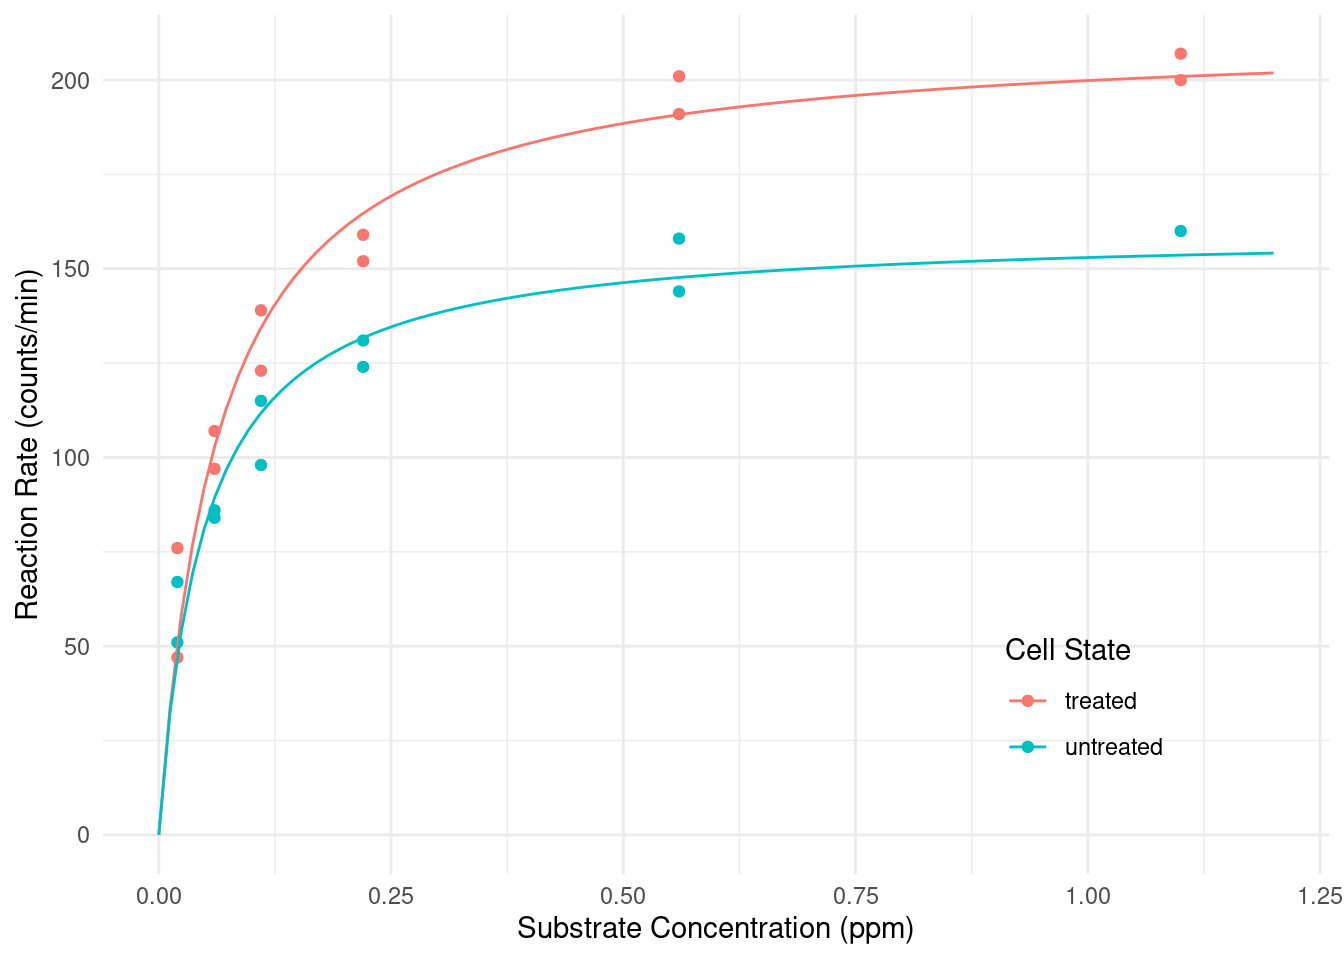 200
150
100
50
0
Reaction Rate (counts/min)
Cell State
treated
untreated
0.00 0.25 0.50 0.75 1.00 1.25
Substrate Concentration (ppm)